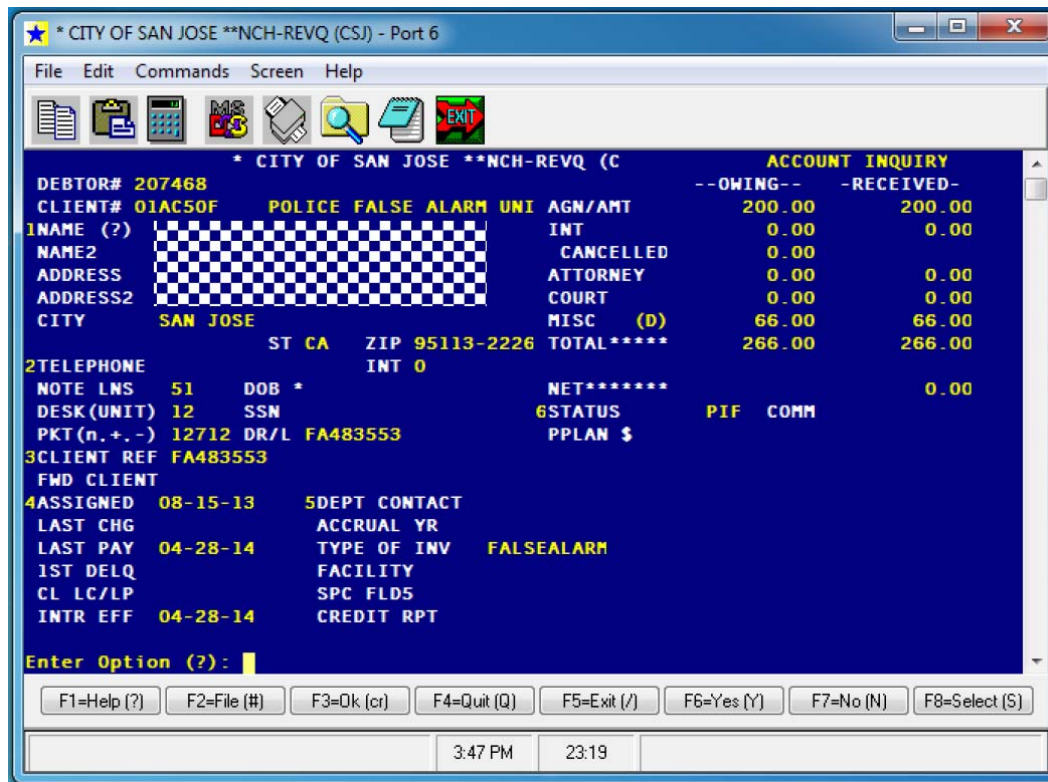 * CITY OF SAN JOSE **NCH-REVQ (CSJ) - Port 6
File Edit Commands Screen Help
MS DOS EXIT
* CITY OF SAN JOSE **NCH-REVQ (C ACCOUNT INQUIRY
DEBTOR# 207468 --OWING-- -RECEIVED-
CLIENT# 01AC50F POLICE FALSE ALARM UNI AGN/AMT 200.00 200.00
1NAME (?) INT 0.00 0.00
NAME2 CANCELLED 0.00
ADDRESS ATTORNEY 0.00 0.00
ADDRESS2 COURT 0.00 0.00
CITY SAN JOSE MISC (D) 66.00 66.00
ST CA ZIP 95113-2226 TOTAL***** 266.00 266.00
2TELEPHONE INT 0
NOTE LNS 51 DOB * NET******* 0.00
DESK(UNIT) 12 SSN 6STATUS PIF COMM
PKT(n.+.-) 12712 DR/L FA483553 PPLAN $
3CLIENT REF FA483553
FWD CLIENT
4ASSIGNED 08-15-13 5DEPT CONTACT
LAST CHG ACCRUAL YR
LAST PAY 04-28-14 TYPE OF INV FALSEALARM
1ST DELQ FACILITY
CL LC/LP SPC FLD5
INTR EFF 04-28-14 CREDIT RPT
Enter Option (?):
F1=Help (?) F2=File (#) F3=Ok (cr) F4=Quit (Q) F5=Exit (/) F6=Yes (Y) F7=No (N) F8=Select (S)
3:47 PM 23:19